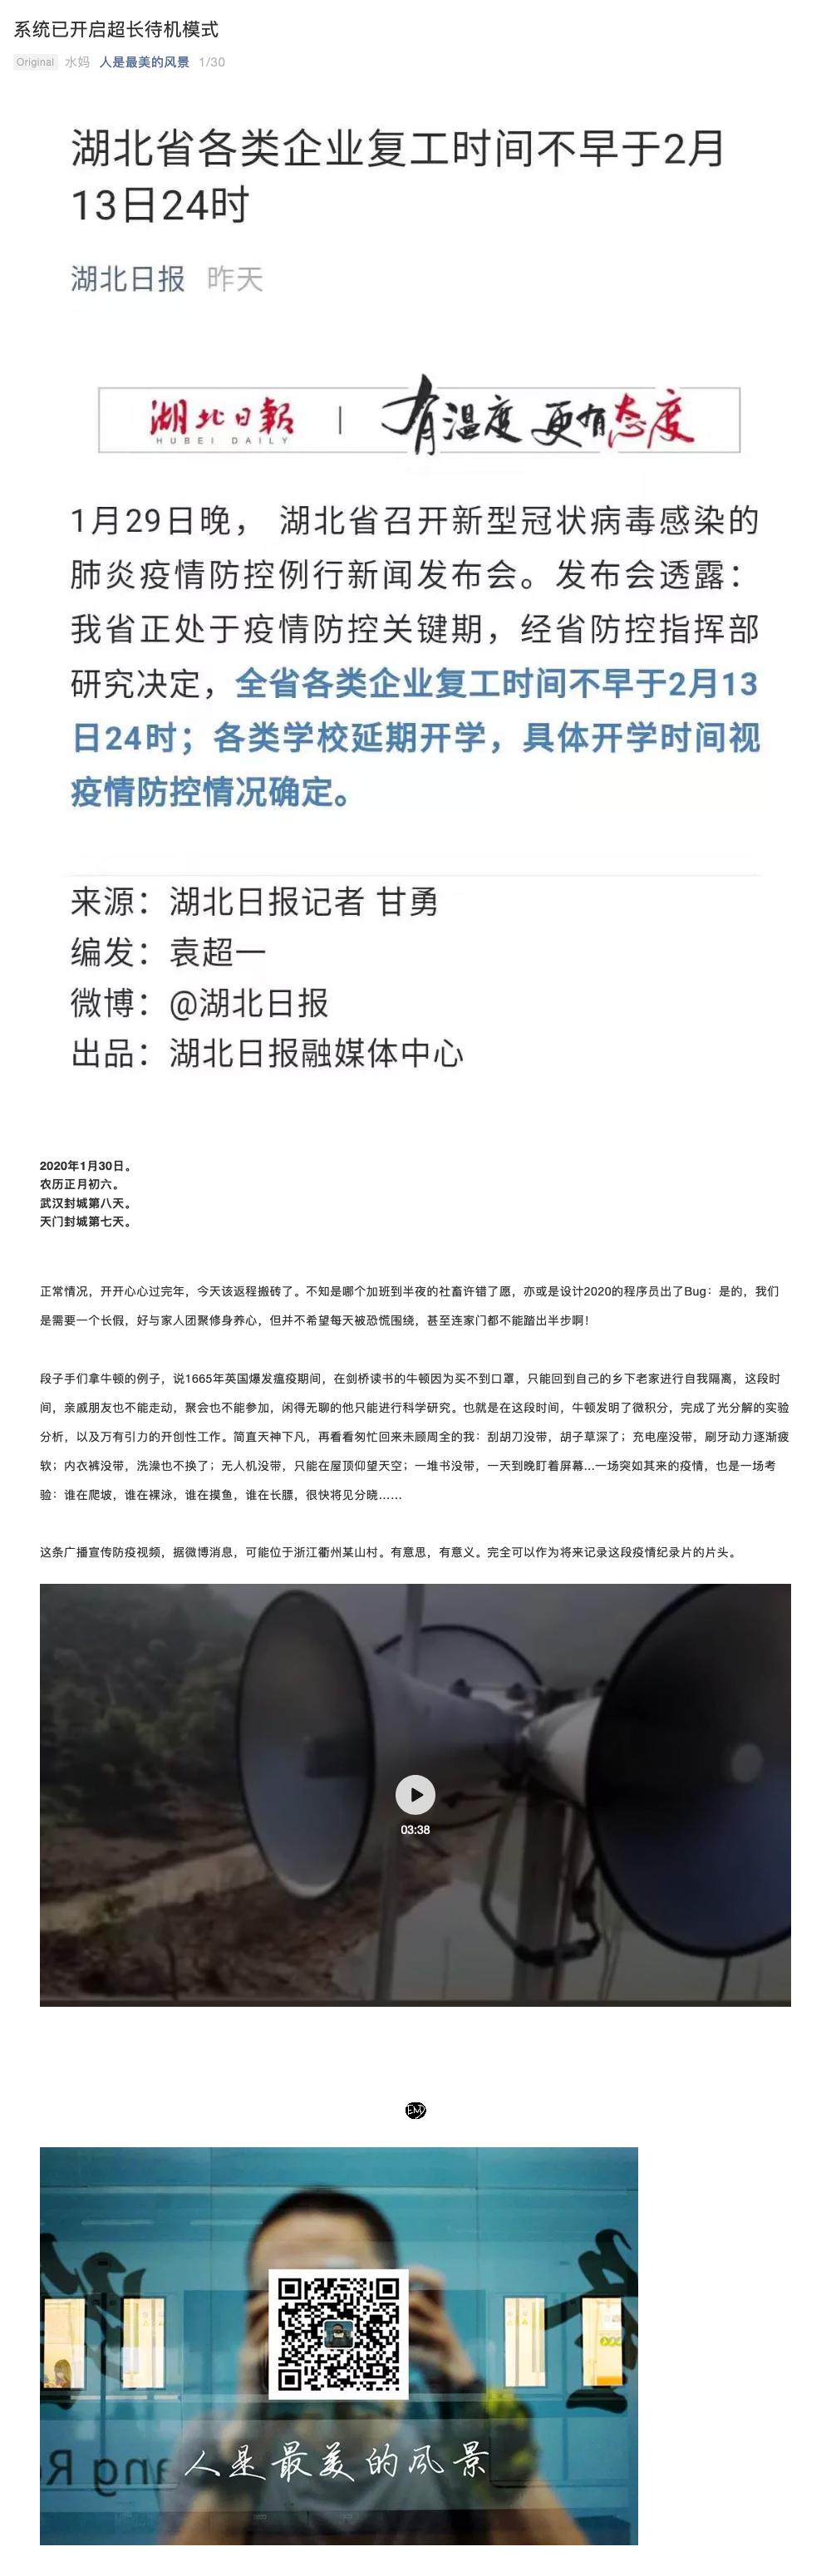 系统已开启超长待机模式
Original 水妈 人是最美的风景 1/30
湖北省各类企业复工时间不早于2月
13日24时
湖北日报 昨天
湖北日報 | 有温度 更有态度
HUBEI DAILY
1月29日晚， 湖北省召开新型冠状病毒感染的
肺炎疫情防控例行新闻发布会。发布会透露：
我省正处于疫情防控关键期，经省防控指挥部
研究决定，全省各类企业复工时间不早于2月13
日24时；各类学校延期开学，具体开学时间视
疫情防控情况确定。
来源：湖北日报记者 甘勇
编发：袁超一
微博：@湖北日报
出品：湖北日报融媒体中心
2020年1月30日。
农历正月初六。
武汉封城第八天。
天门封城第七天。
正常情况，开开心心过完年，今天该返程搬砖了。不知是哪个加班到半夜的社畜许错了愿，亦或是设计2020的程序员出了Bug：是的，我们
是需要一个长假，好与家人团聚修身养心，但并不希望每天被恐慌围绕，甚至连家门都不能踏出半步啊！
段子手们拿牛顿的例子，说1665年英国爆发瘟疫期间，在剑桥读书的牛顿因为买不到口罩，只能回到自己的乡下老家进行自我隔离，这段时
间，亲戚朋友也不能走动，聚会也不能参加，闲得无聊的他只能进行科学研究。也就是在这段时间，牛顿发明了微积分，完成了光分解的实验
分析，以及万有引力的开创性工作。简直天神下凡，再看看匆忙回来未顾周全的我：刮胡刀没带，胡子草深了；充电座没带，刷牙动力逐渐疲
软；内衣裤没带，洗澡也不换了；无人机没带，只能在屋顶仰望天空；一堆书没带，一天到晚盯着屏幕...一场突如其来的疫情，也是一场考
验：谁在爬坡，谁在裸泳，谁在摸鱼，谁在长膘，很快将见分晓……
这条广播宣传防疫视频，据微博消息，可能位于浙江衢州某山村。有意思，有意义。完全可以作为将来记录这段疫情纪录片的片头。
03:38
END
人是最美的风景